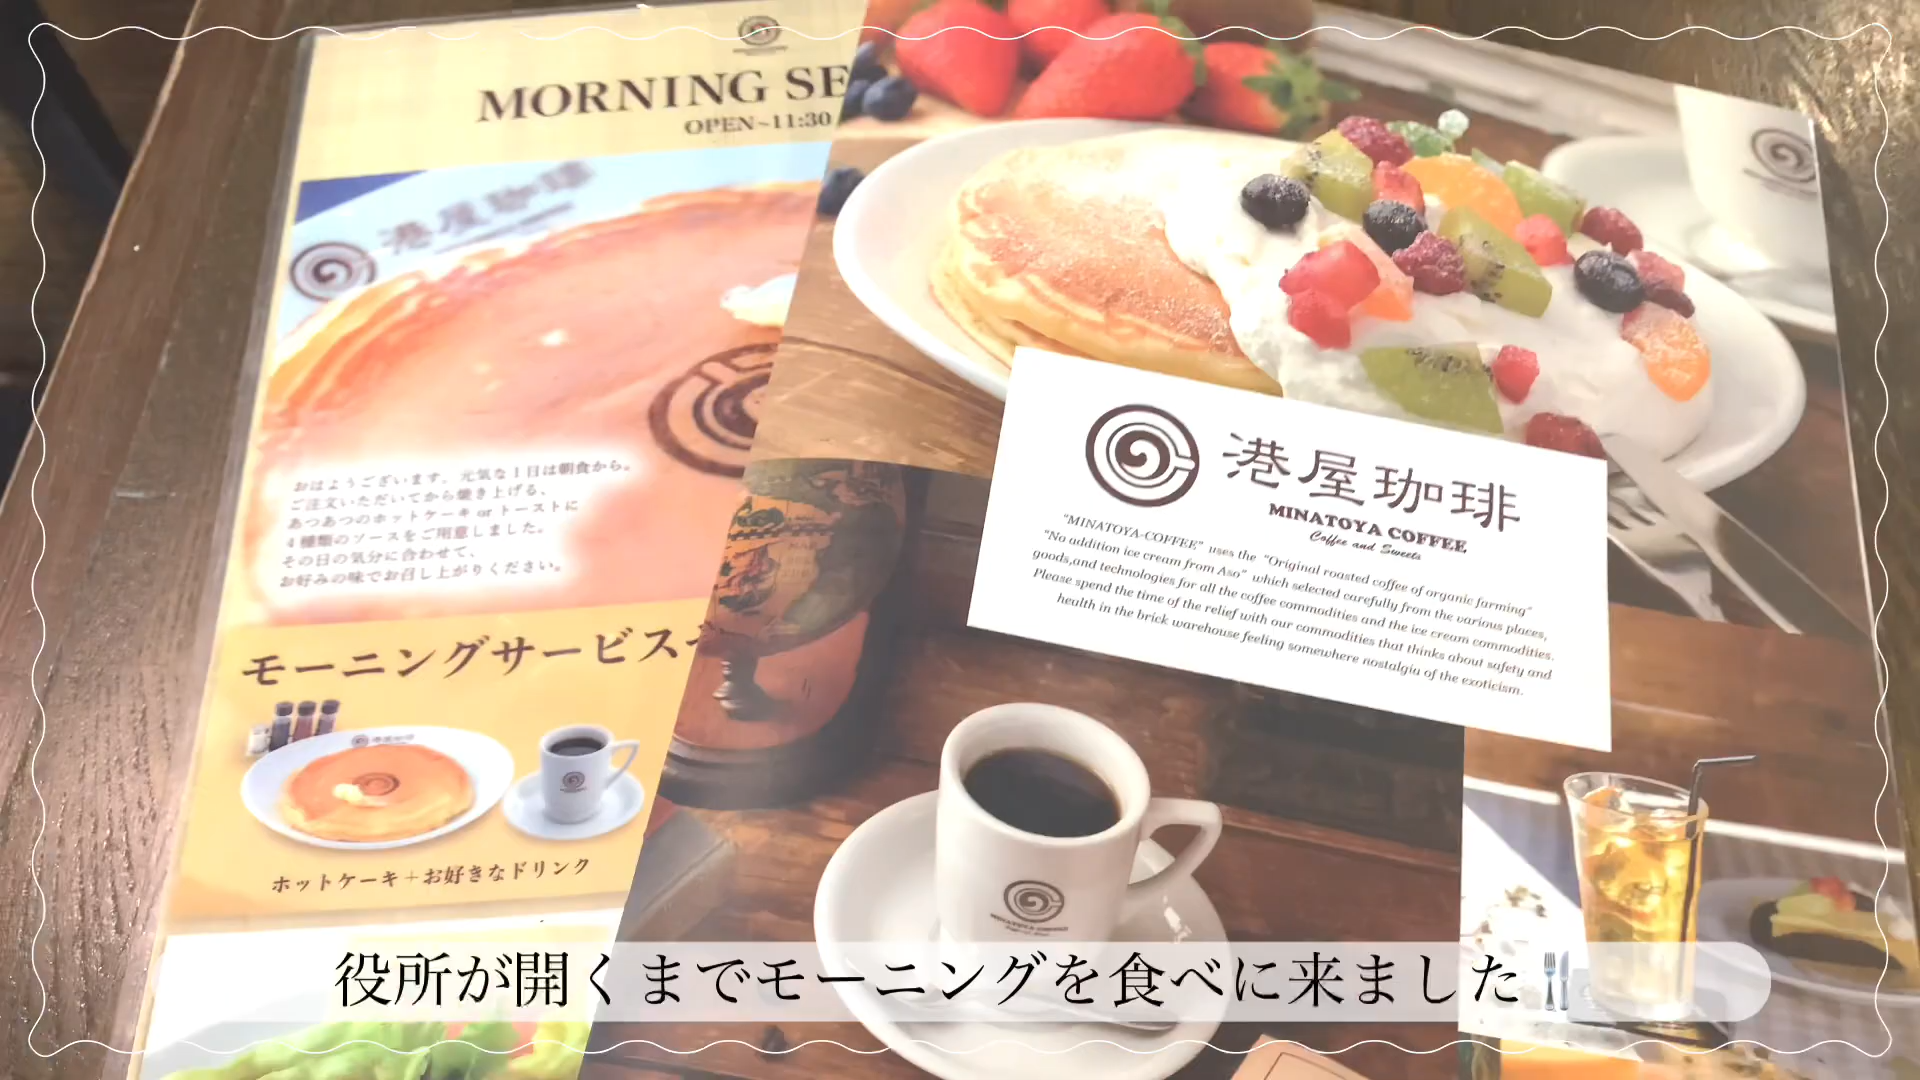 MORNING SE
OPEN~11:30
港屋珈琲
おはようございます。元気な1日は朝食から。
ご注文いただいてから焼き上げる、
あつあつのホットケーキ or トーストに
4種類のソースをご用意しました。
その日の気分に合わせて、
お好みの味でお召し上がりください。
モーニングサービス
ホットケーキ+お好きなドリンク
港屋珈琲
MINATOYA COFFEE
Coffee and Sweets
"MINATOYA-COFFEE" uses the "Original roasted coffee of organic farming"
"No addition ice cream from Aso" which selected carefully from the various places,
goods,and technologies for all the coffee commodities and the ice cream commodities.
Please spend the time of the relief with our commodities that thinks about safety and
health in the brick warehouse feeling somewhere nostalgia of the exoticism.
MINATOYA COFFEE
役所が開くまでモーニングを食べに来ました